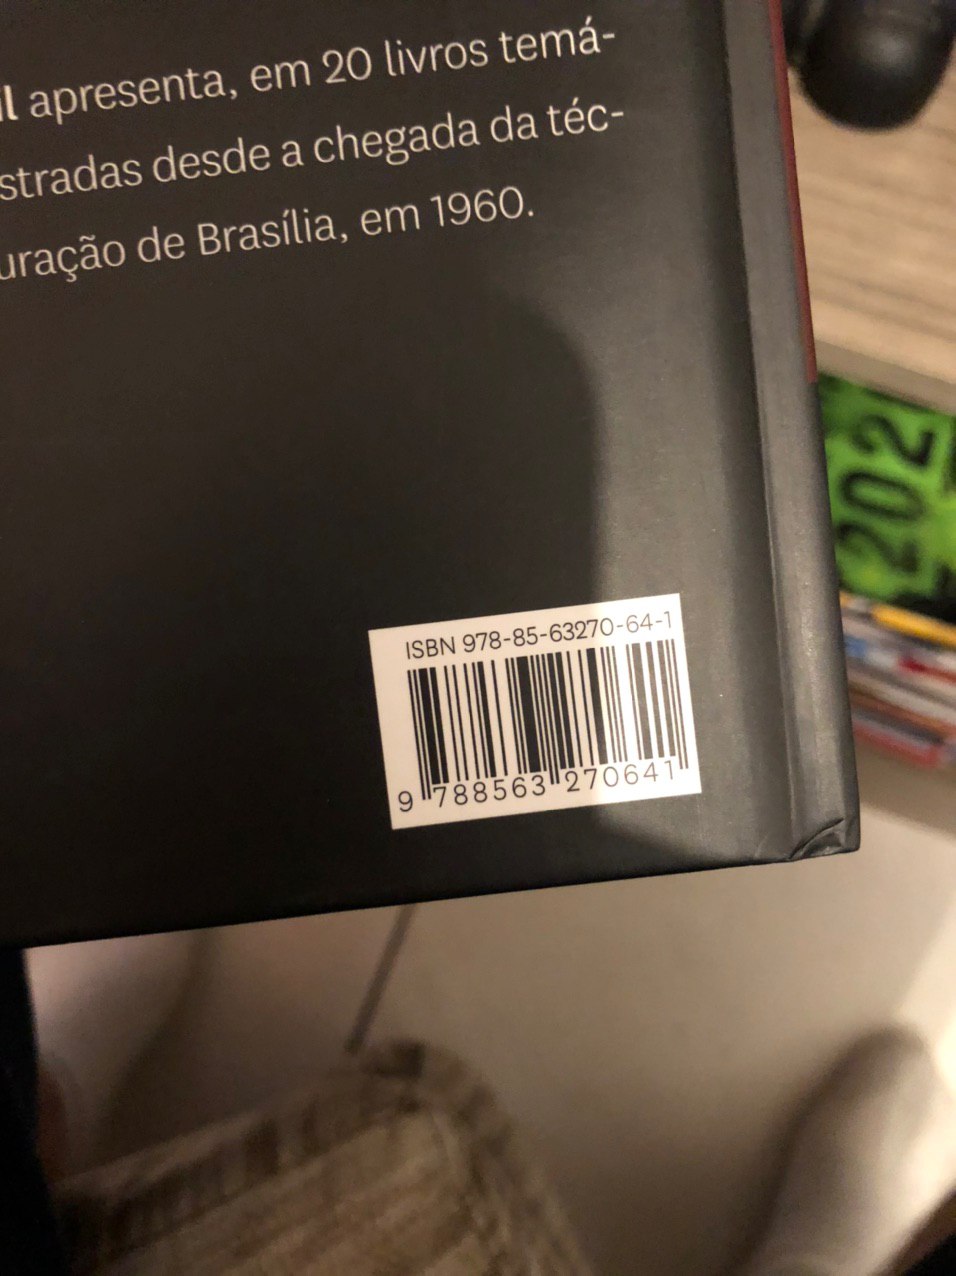 l apresenta, em 20 livros temá-
stradas desde a chegada da téc-
uração de Brasília, em 1960.
ISBN 978-85-63270-64-1
9 788563 270641
202